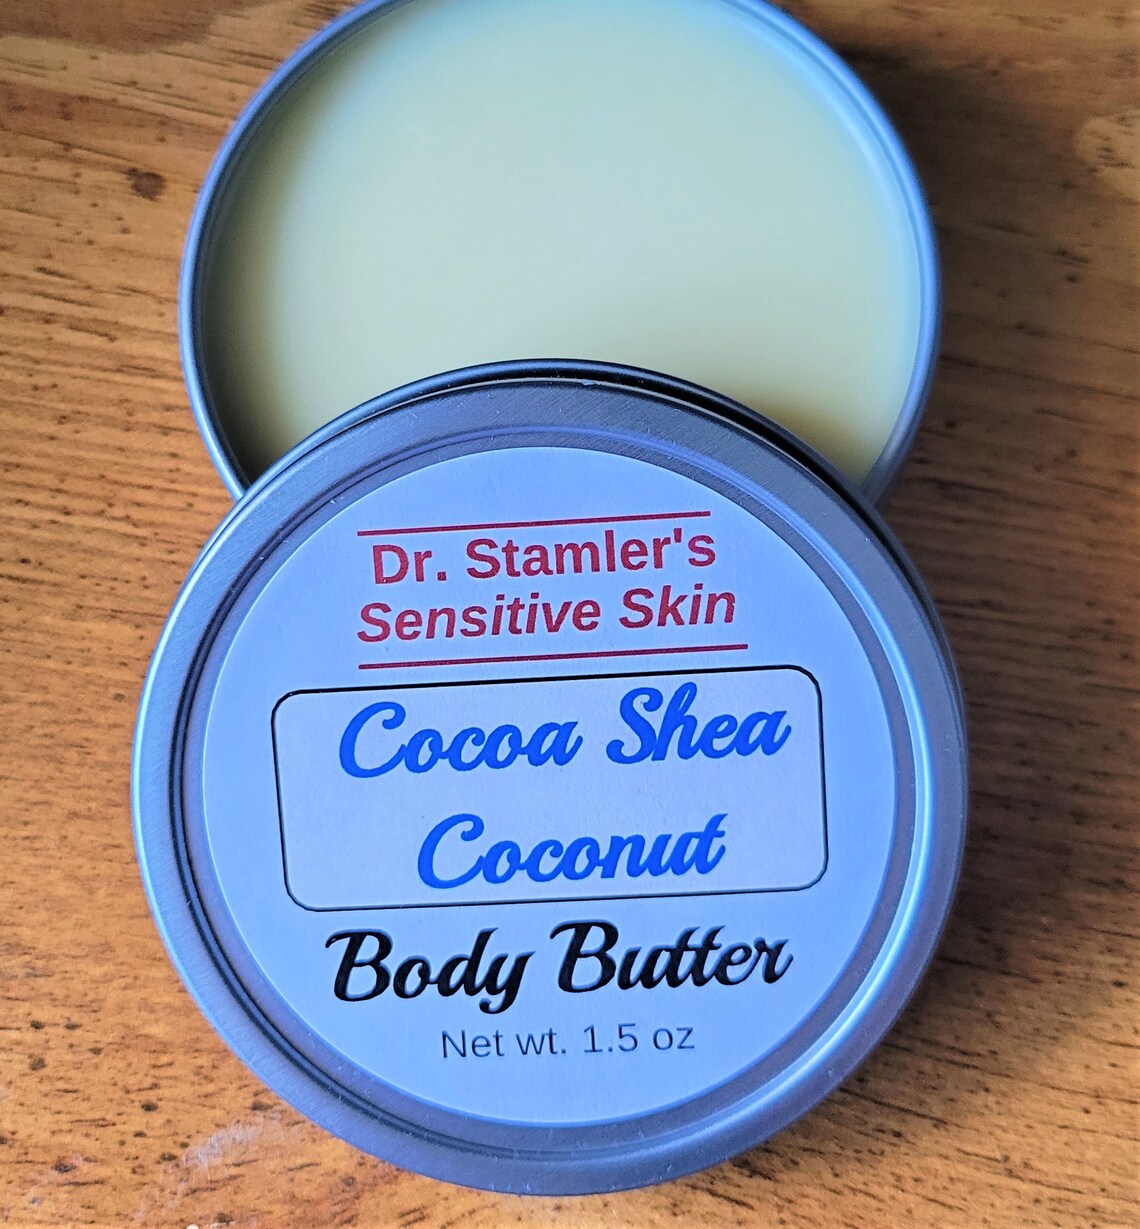 Dr. Stamler's
Sensitive Skin
Cocoa Shea
Coconut
Body Butter
Net wt. 1.5 oz